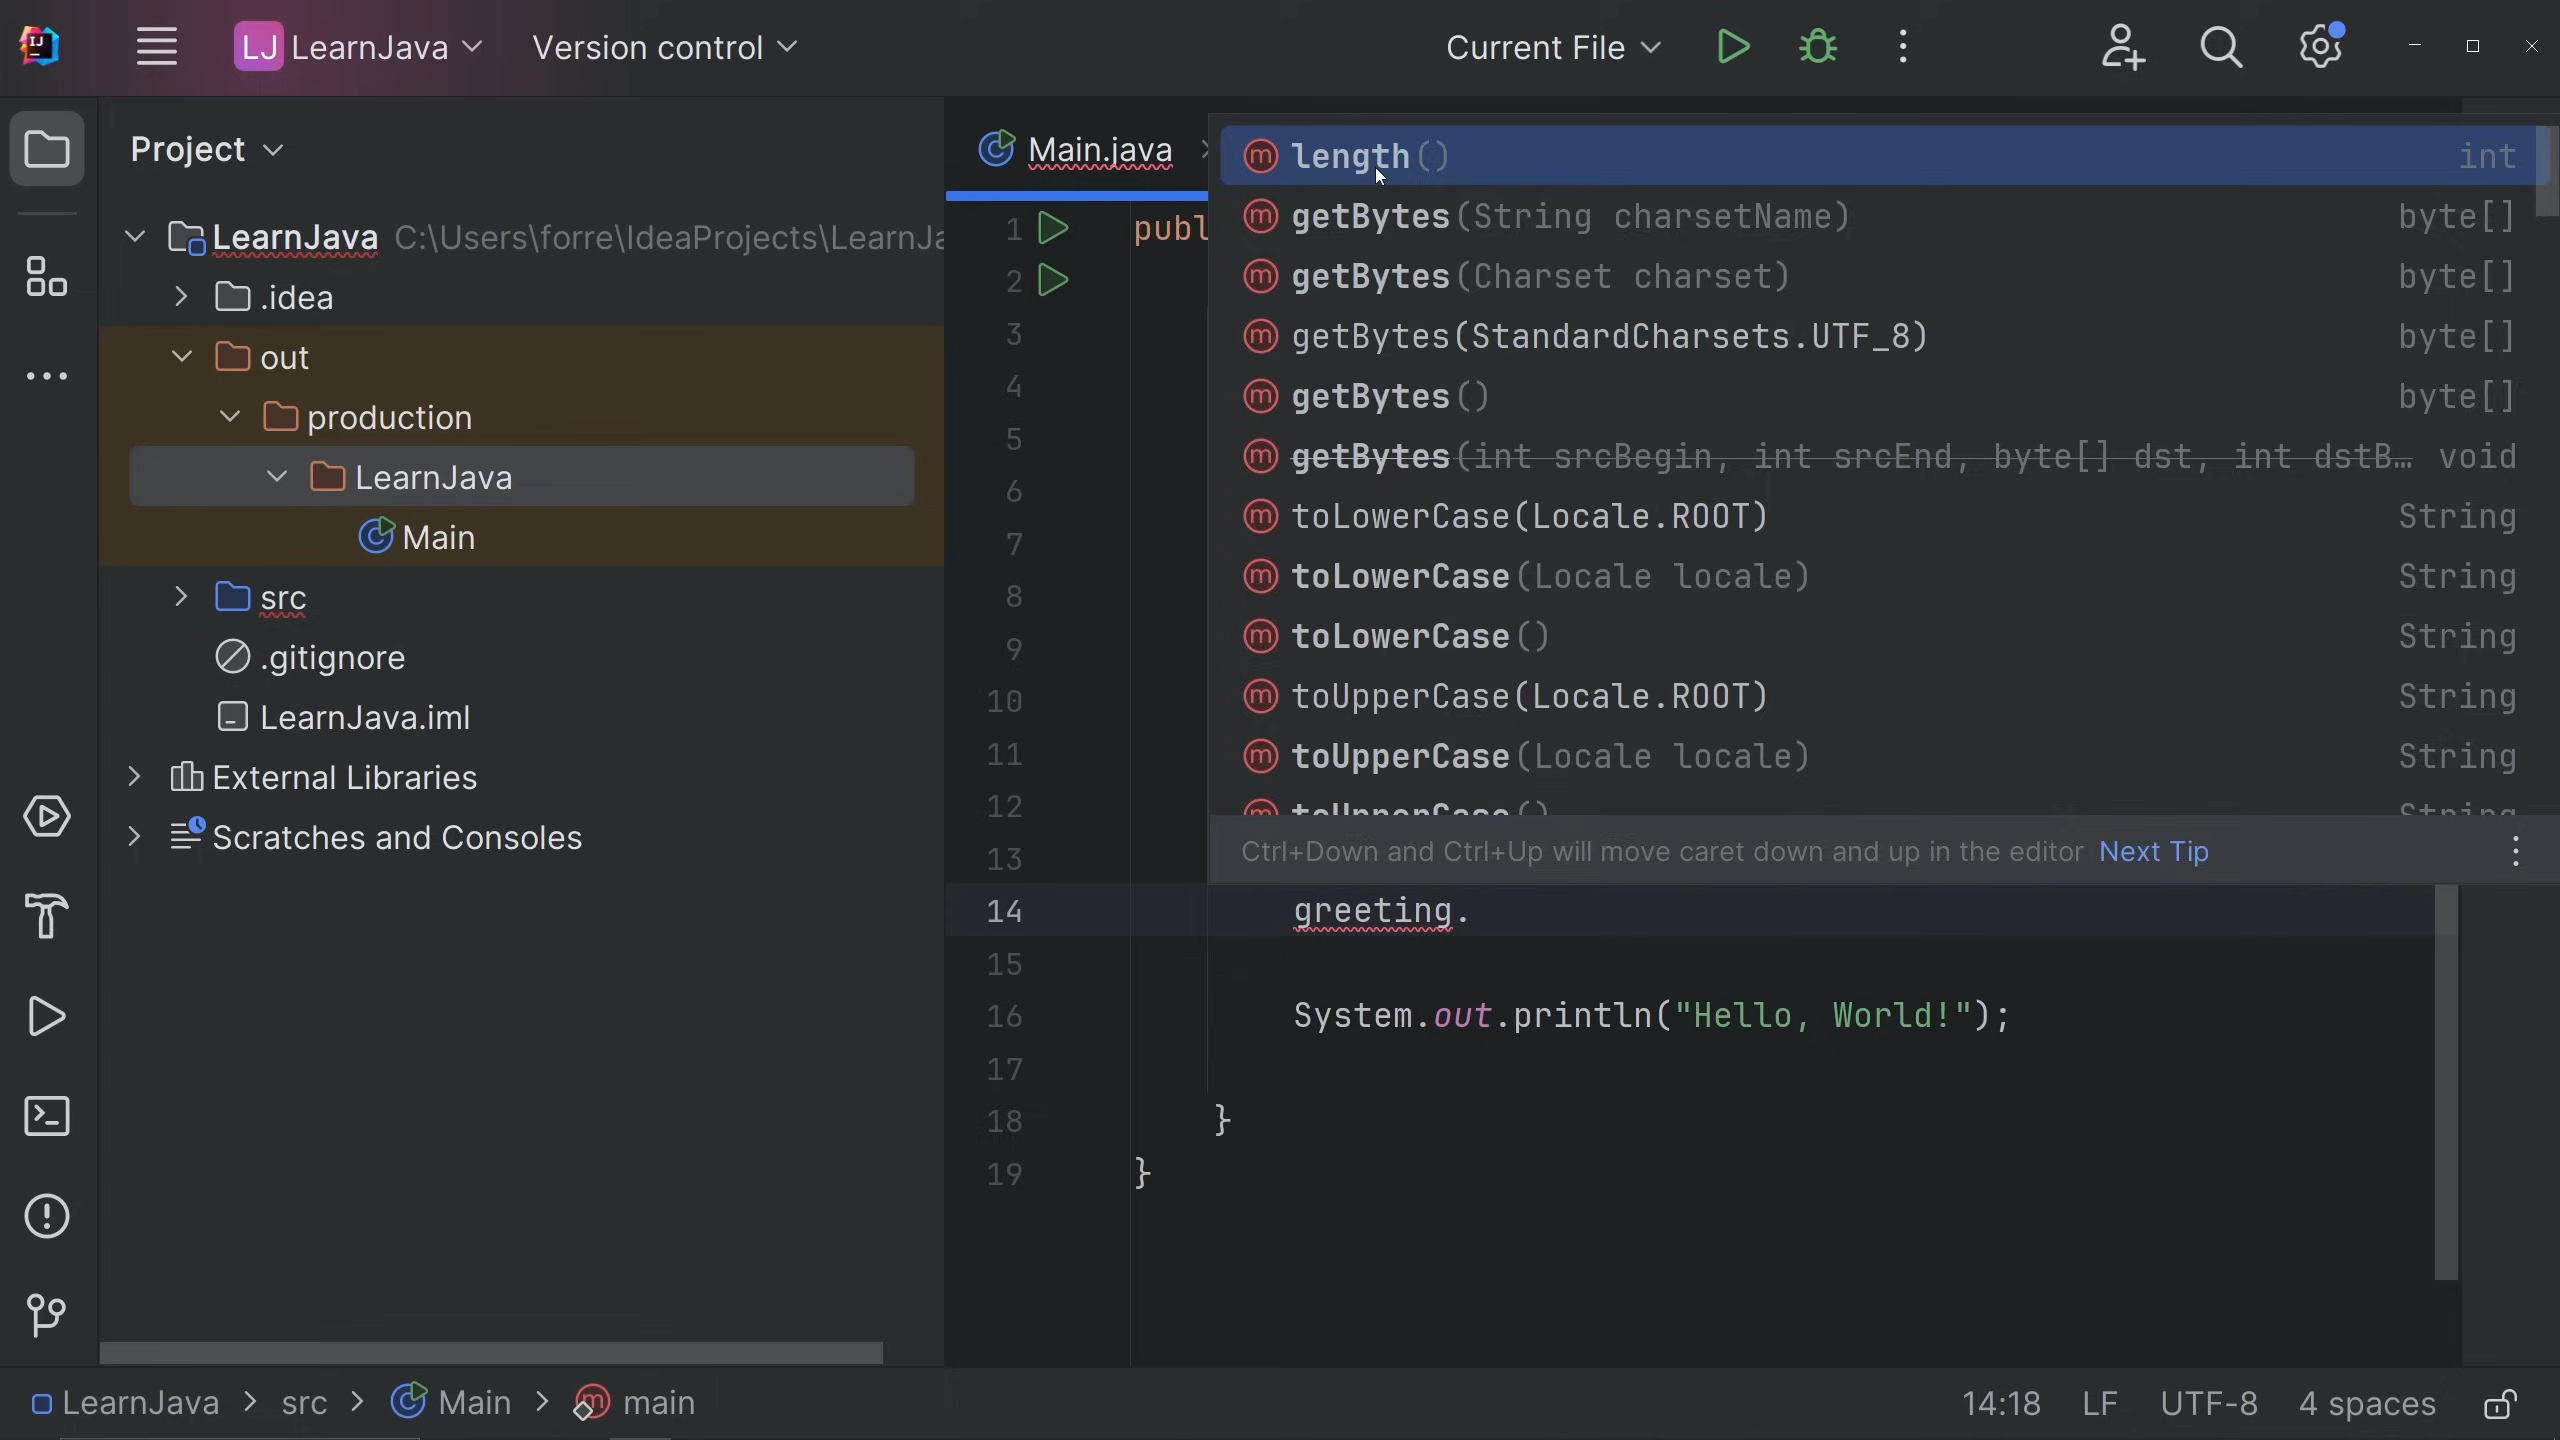 LJ LearnJava Version control Current File
Project
LearnJava C:\Users\forre\IdeaProjects\LearnJa
.idea
out
production
LearnJava
Main
src
.gitignore
LearnJava.iml
External Libraries
Scratches and Consoles
Main.java
1 publ
2
3
4
5
6
7
8
9
10
11
12
13
length() int
getBytes(String charsetName) byte[]
getBytes(Charset charset) byte[]
getBytes(StandardCharsets.UTF_8) byte[]
getBytes() byte[]
getBytes(int srcBegin, int srcEnd, byte[] dst, int dstB… void
toLowerCase(Locale.ROOT) String
toLowerCase(Locale locale) String
toLowerCase() String
toUpperCase(Locale.ROOT) String
toUpperCase(Locale locale) String
toUpperCase() String
Ctrl+Down and Ctrl+Up will move caret down and up in the editor Next Tip
14 greeting.
15
16 System.out.println("Hello, World!");
17
18 }
19 }
LearnJava > src > Main > main 14:18 LF UTF-8 4 spaces